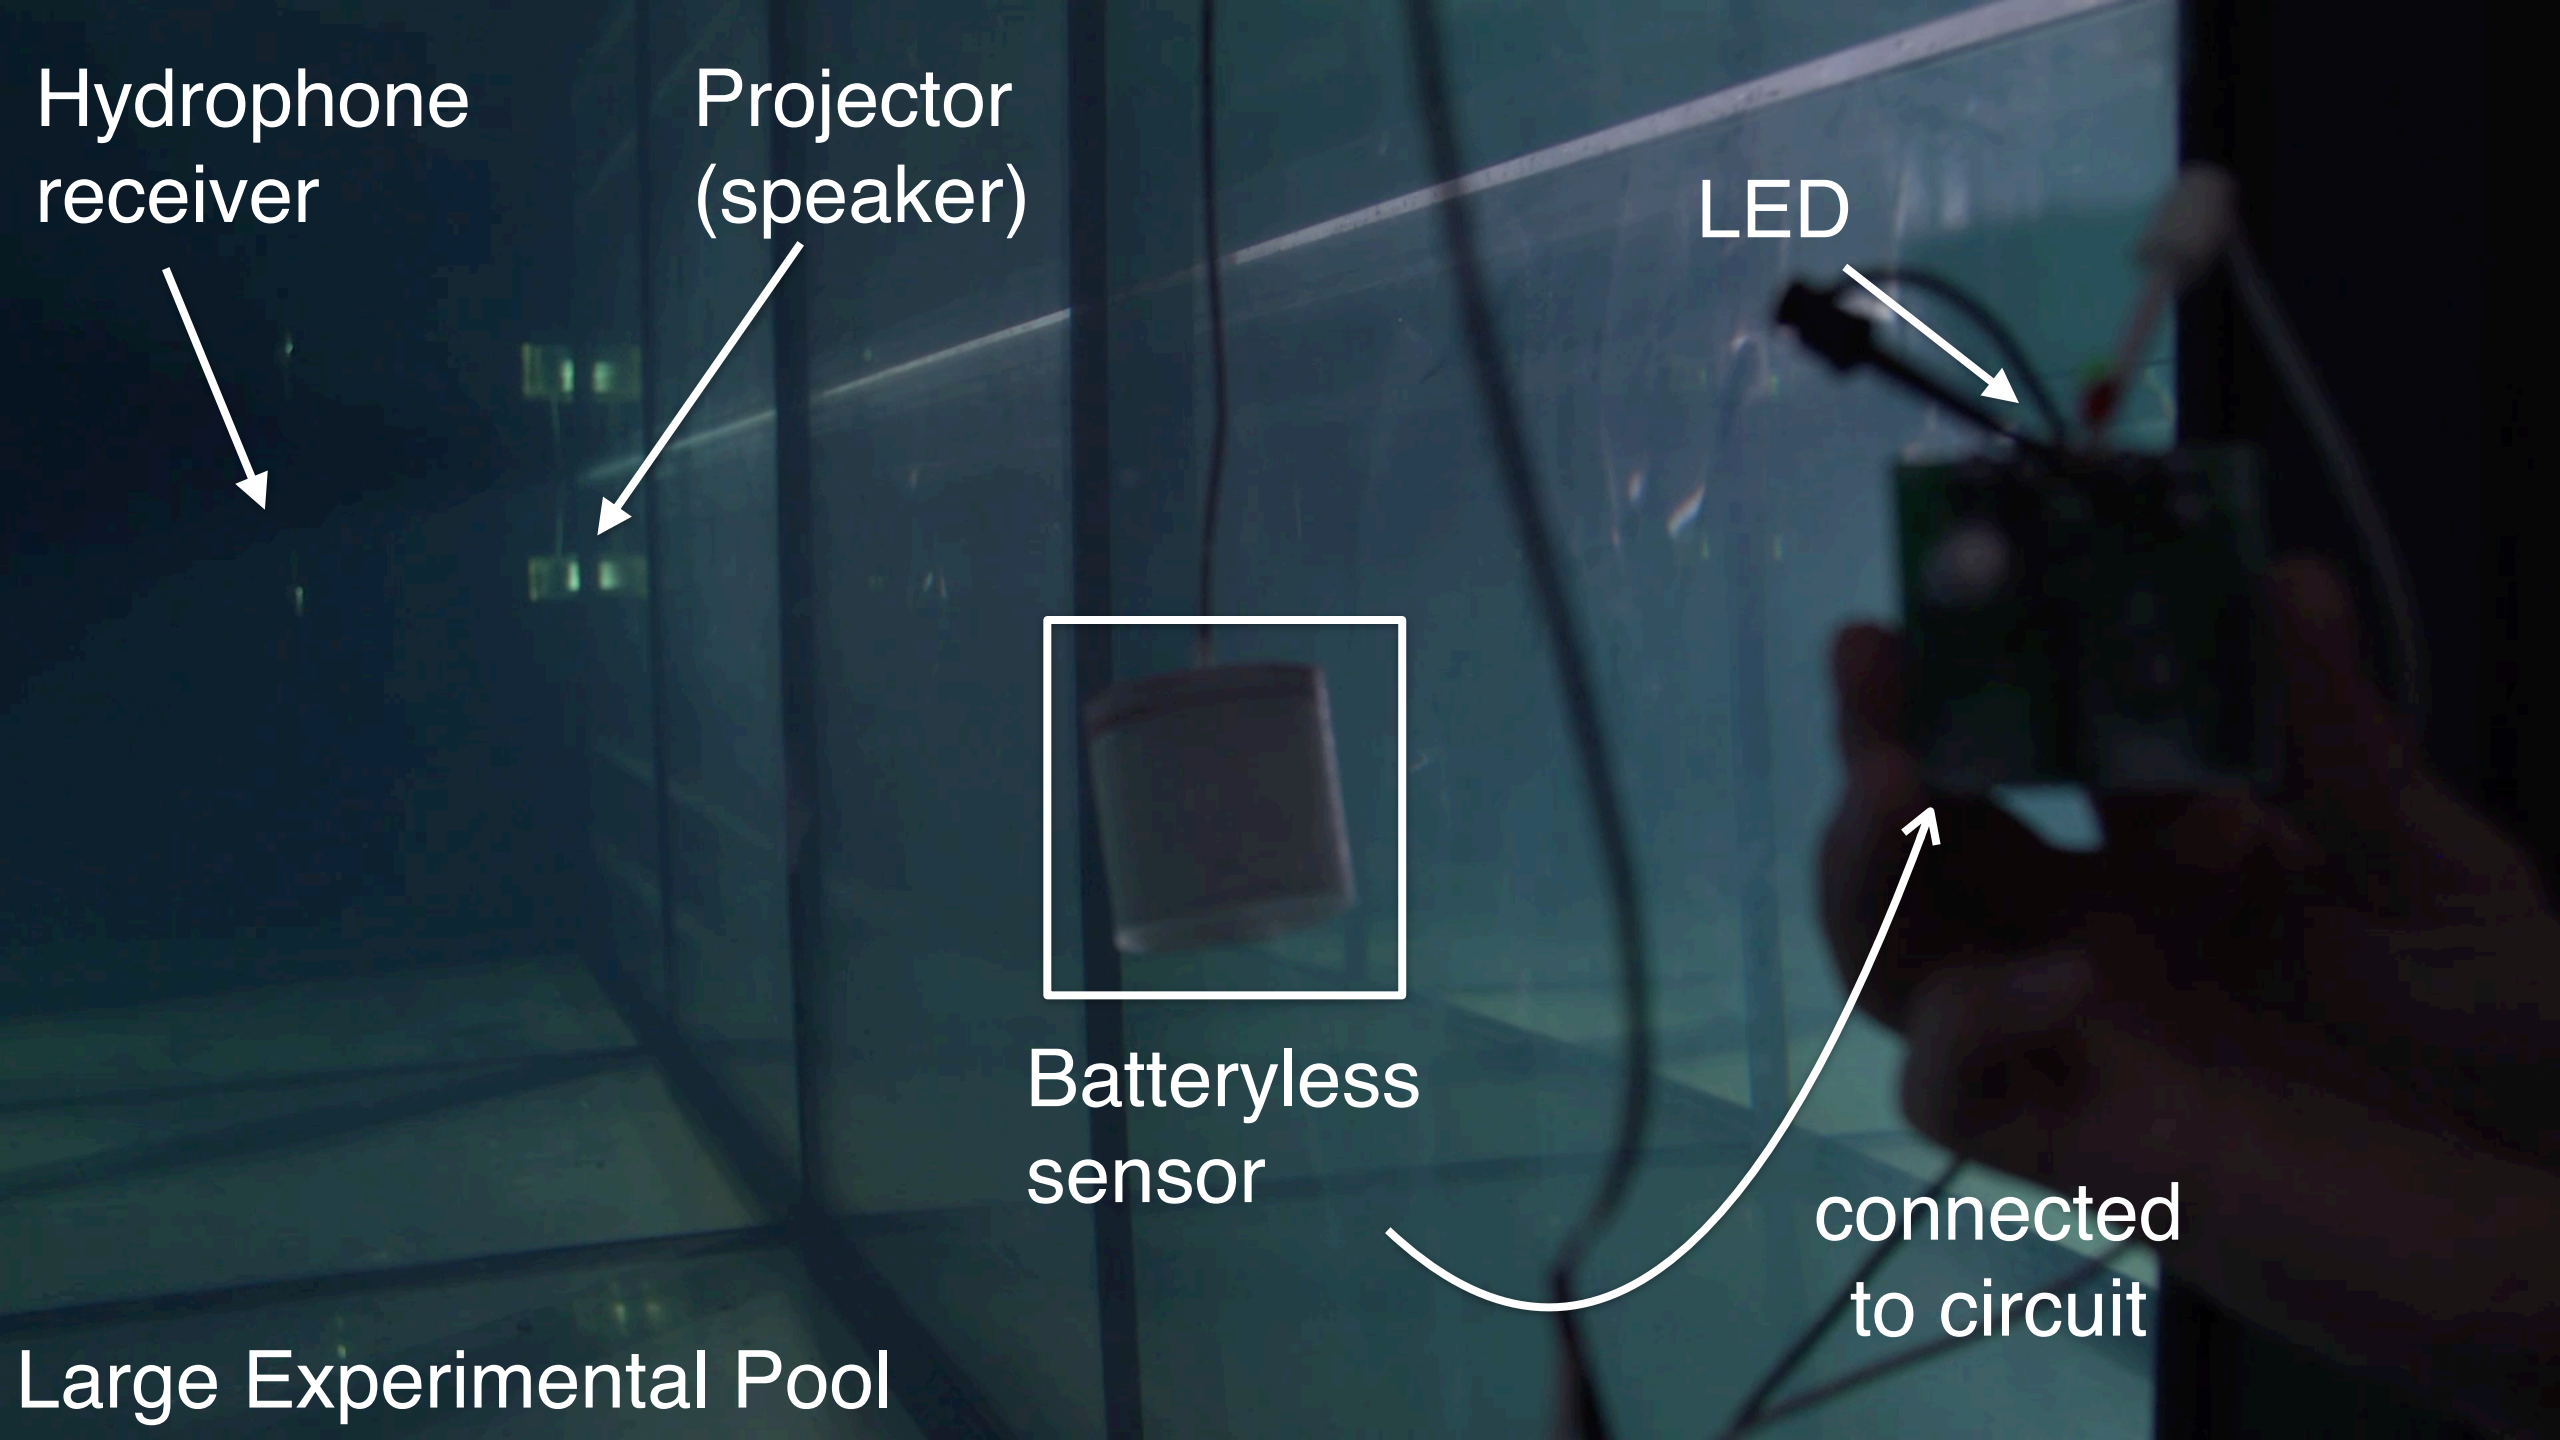 Hydrophone
receiver
Projector
(speaker)
LED
Batteryless
sensor
connected
to circuit
Large Experimental Pool